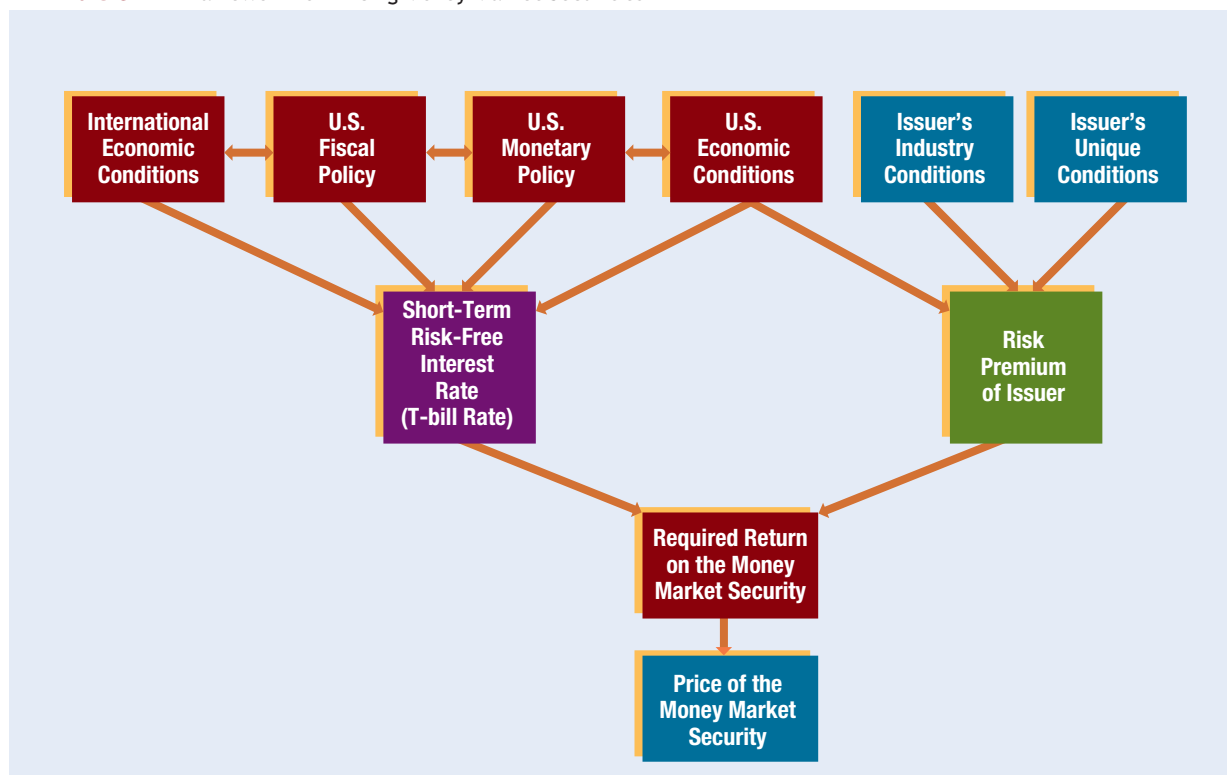 International
Economic
Conditions
U.S.
Fiscal
Policy
U.S.
Monetary
Policy
U.S.
Economic
Conditions
Issuer's
Industry
Conditions
Issuer's
Unique
Conditions
Short-Term
Risk-Free
Interest
Rate
(T-bill Rate)
Risk
Premium
of Issuer
Required Return
on the Money
Market Security
Price of the
Money Market
Security